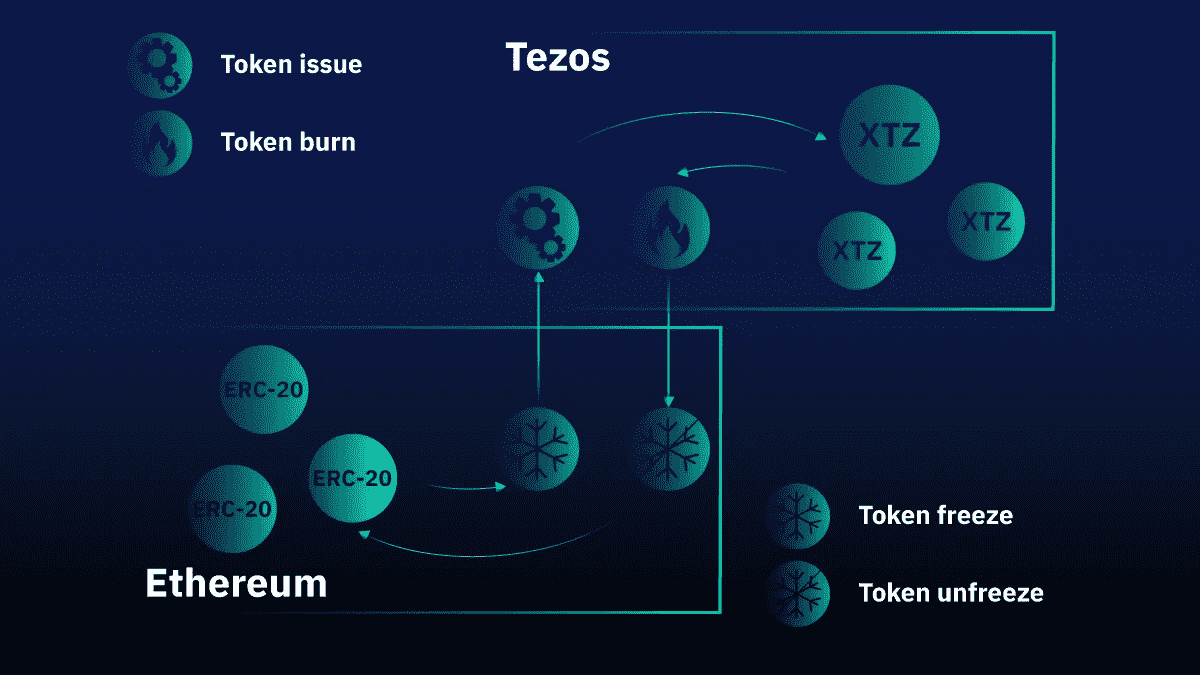 Token issue
Token burn
Tezos
XTZ
XTZ
XTZ
ERC-20
ERC-20
ERC-20
Ethereum
Token freeze
Token unfreeze